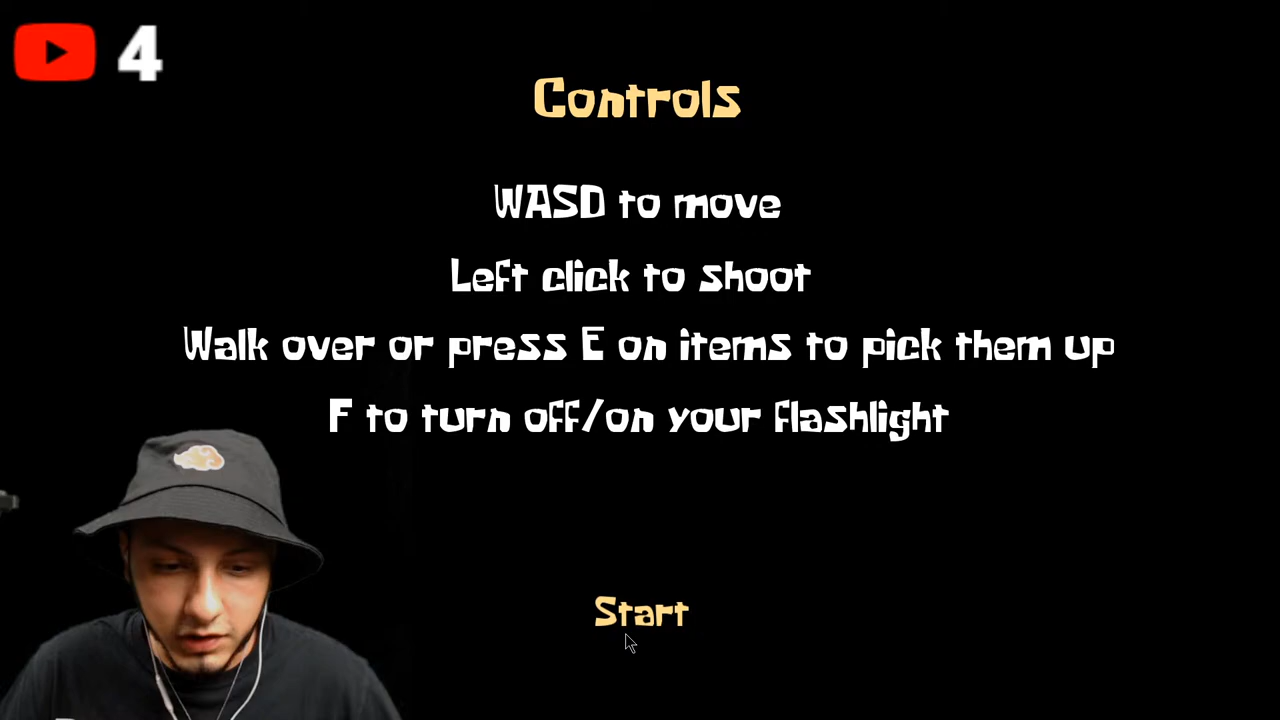 4
Controls
WASD to move
Left click to shoot
Walk over or press E on items to pick them up
F to turn off/on your flashlight
Start